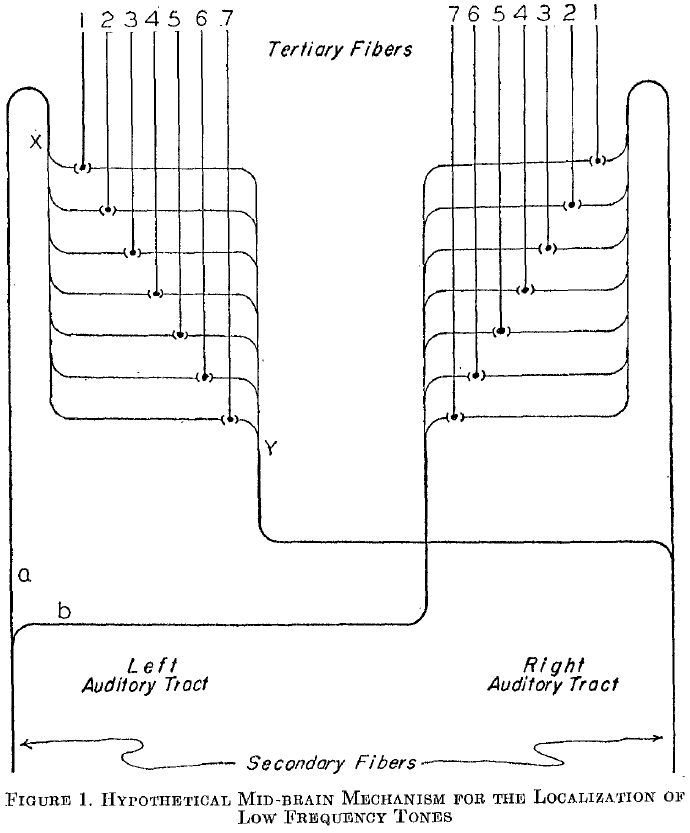 1 2 3 4 5 6 7 7 6 5 4 3 2 1
Tertiary Fibers
X
Y
a
b
Left Right
Auditory Tract Auditory Tract
Secondary Fibers
FIGURE 1. HYPOTHETICAL MID-BRAIN MECHANISM FOR THE LOCALIZATION OF
LOW FREQUENCY TONES